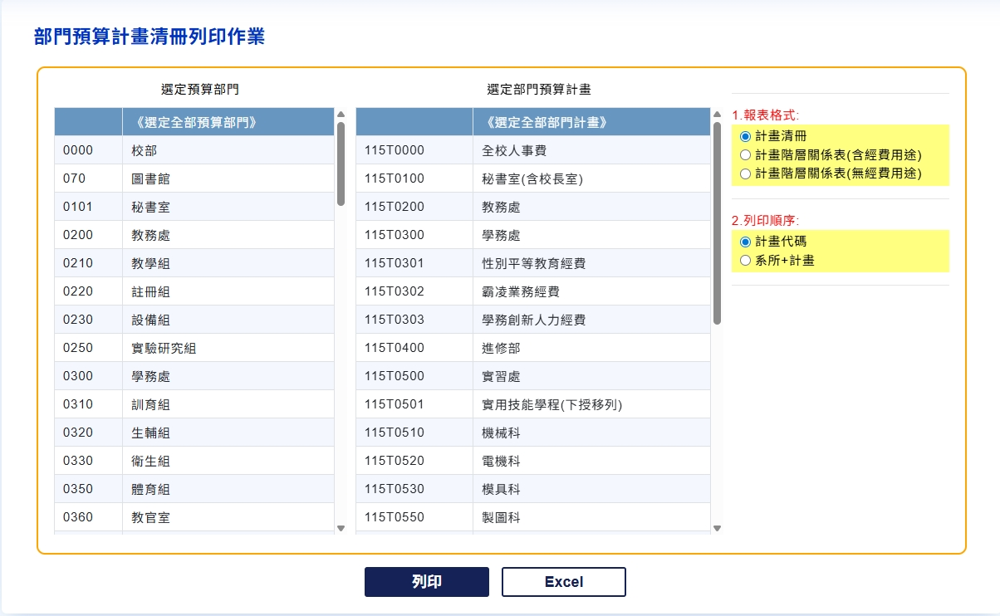 部門預算計畫清冊列印作業
選定預算部門
《選定全部預算部門》
0000 校部
070 圖書館
0101 秘書室
0200 教務處
0210 教學組
0220 註冊組
0230 設備組
0250 實驗研究組
0300 學務處
0310 訓育組
0320 生輔組
0330 衛生組
0350 體育組
0360 教官室
選定部門預算計畫
《選定全部部門計畫》
115T0000 全校人事費
115T0100 秘書室(含校長室)
115T0200 教務處
115T0300 學務處
115T0301 性別平等教育經費
115T0302 霸凌業務經費
115T0303 學務創新人力經費
115T0400 進修部
115T0500 實習處
115T0501 實用技能學程(下授移列)
115T0510 機械科
115T0520 電機科
115T0530 模具科
115T0550 製圖科
1.報表格式:
計畫清冊
計畫階層關係表(含經費用途)
計畫階層關係表(無經費用途)
2.列印順序:
計畫代碼
系所+計畫
列印
Excel